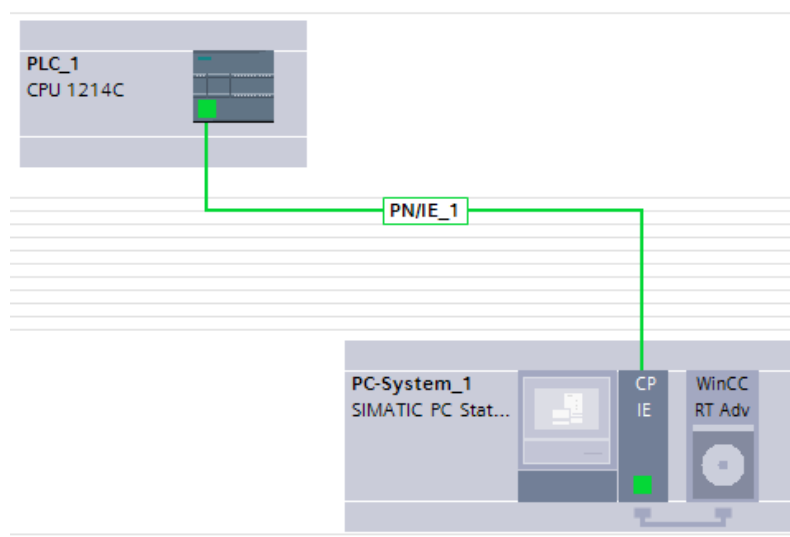 PLC_1
CPU 1214C
PN/IE_1
PC-System_1
SIMATIC PC Stat...
CP
IE
WinCC
RT Adv